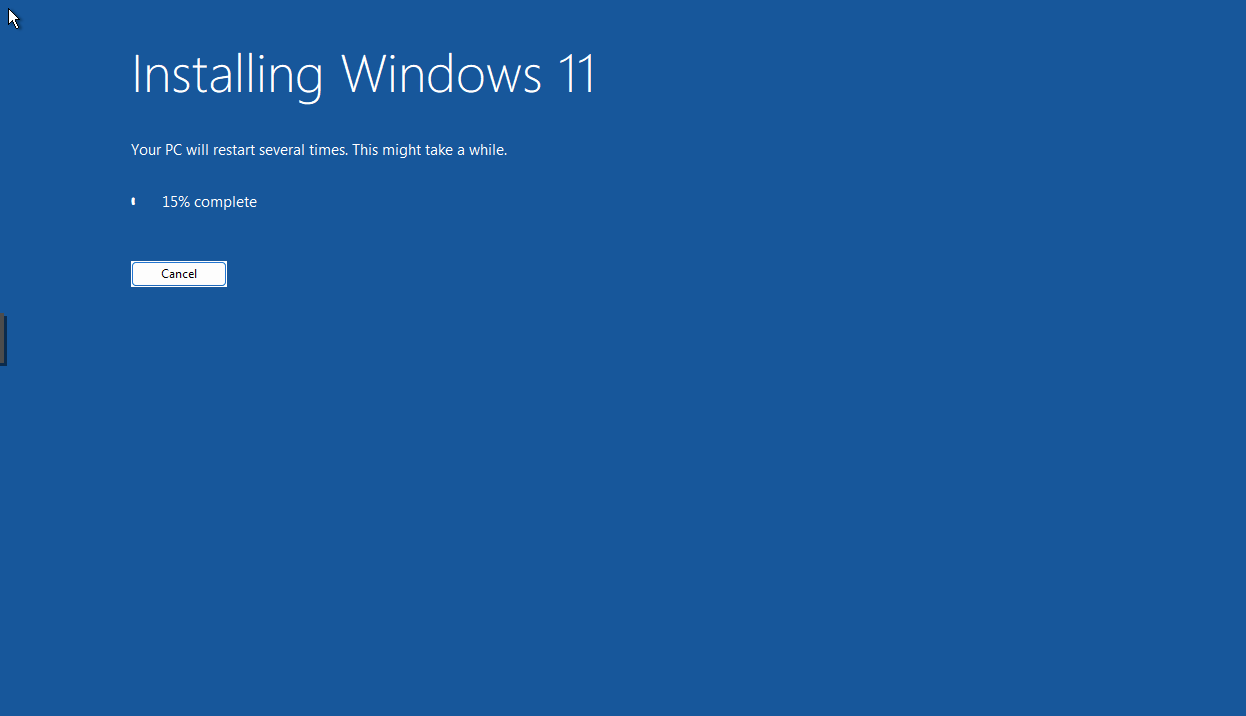 Installing Windows 11
Your PC will restart several times. This might take a while.
15% complete
Cancel